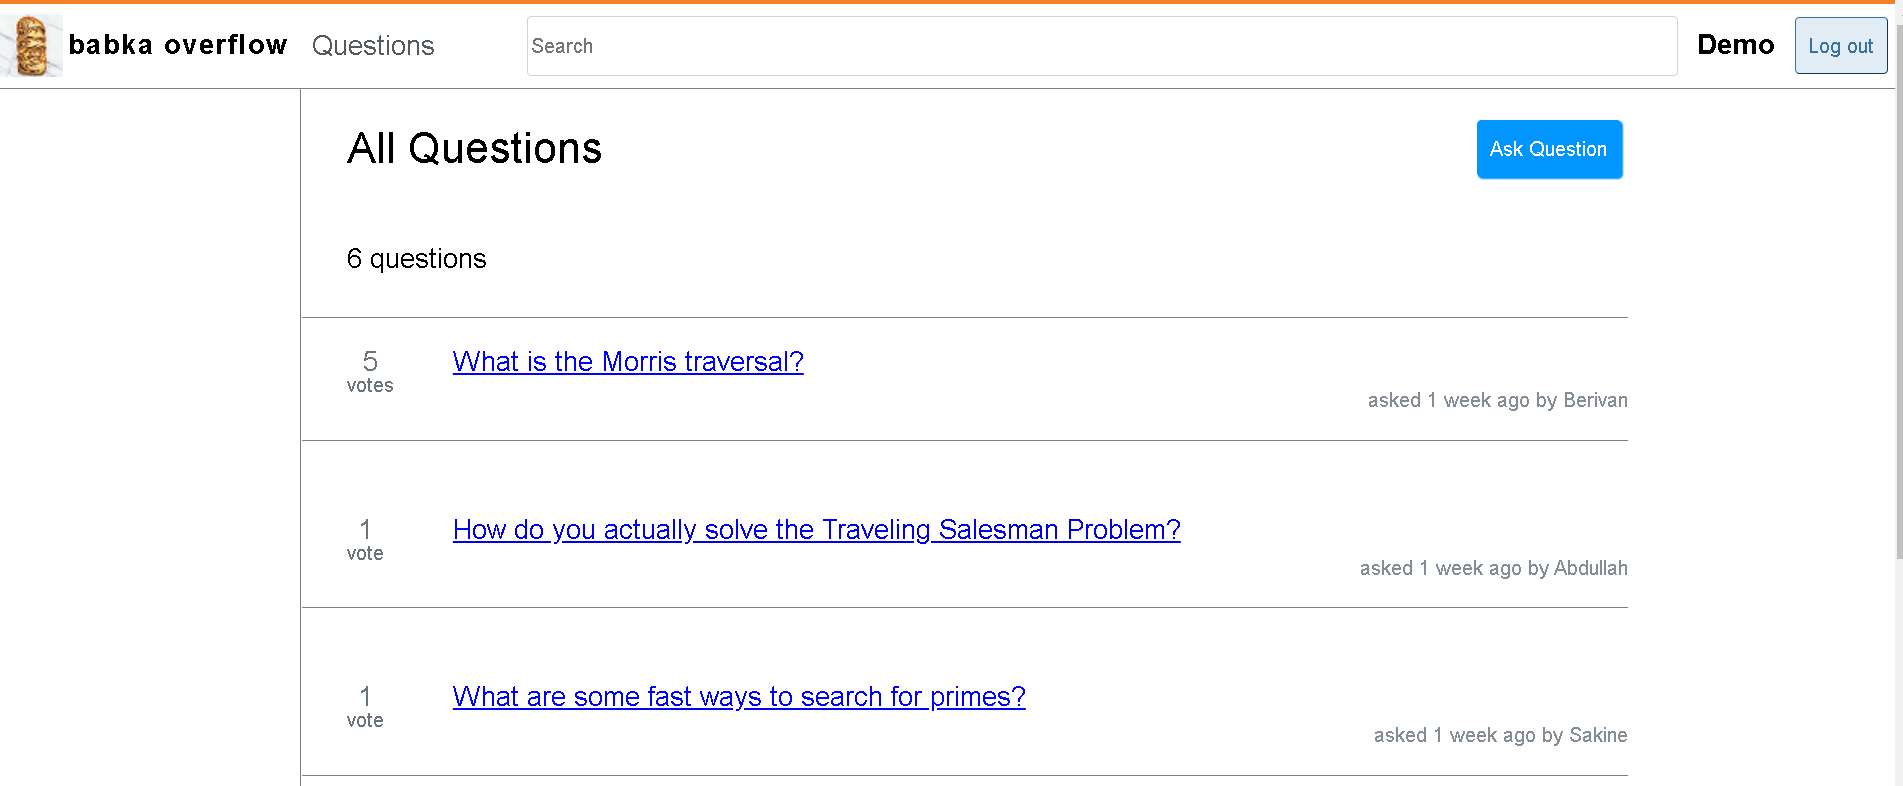 babka overflow Questions Search Demo Log out
All Questions Ask Question
6 questions
5 What is the Morris traversal?
votes
asked 1 week ago by Berivan
1 How do you actually solve the Traveling Salesman Problem?
vote
asked 1 week ago by Abdullah
1 What are some fast ways to search for primes?
vote
asked 1 week ago by Sakine